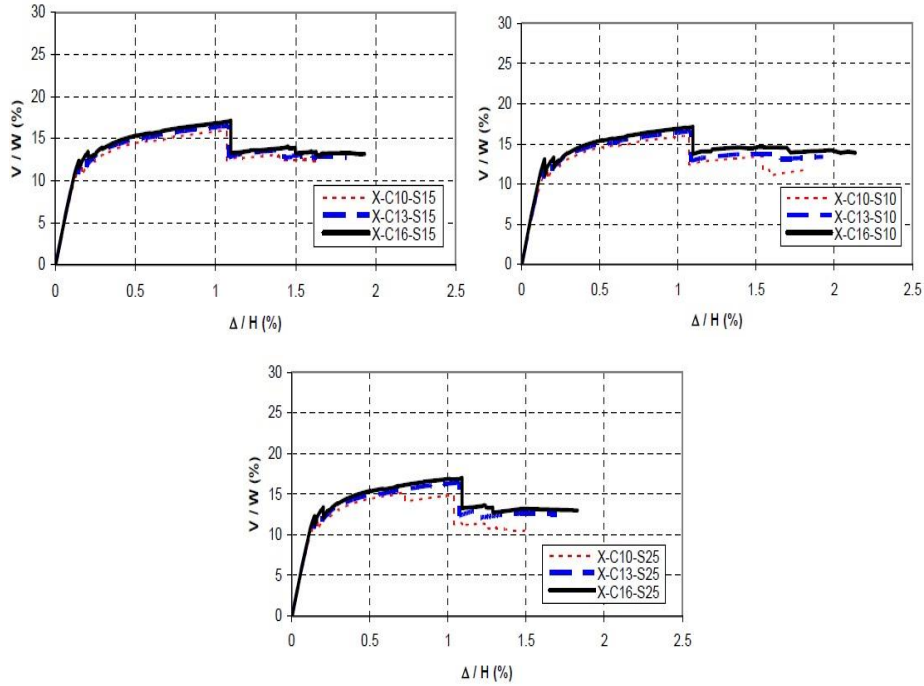 30
25
20
15
10
5
0
V / W (%)
0 0.5 1 1.5 2 2.5
Δ / H (%)
X-C10-S15
X-C13-S15
X-C16-S15
30
25
20
15
10
5
0
V / W (%)
0 0.5 1 1.5 2 2.5
Δ / H (%)
X-C10-S10
X-C13-S10
X-C16-S10
30
25
20
15
10
5
0
V / W (%)
0 0.5 1 1.5 2 2.5
Δ / H (%)
X-C10-S25
X-C13-S25
X-C16-S25